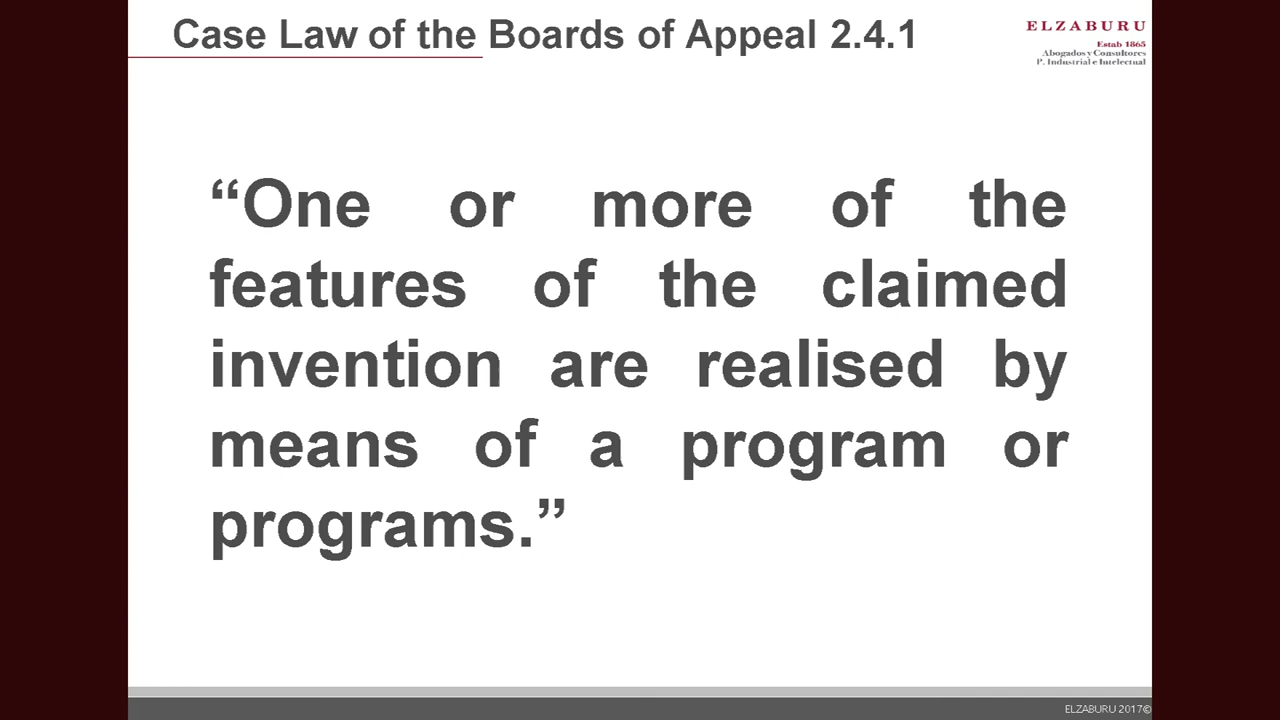 Case Law of the Boards of Appeal 2.4.1
ELZABURU
Estab 1865
Abogados y Consultores
P. Industrial e Intelectual
“One or more of the
features of the claimed
invention are realised by
means of a program or
programs.”
ELZABURU 2017©